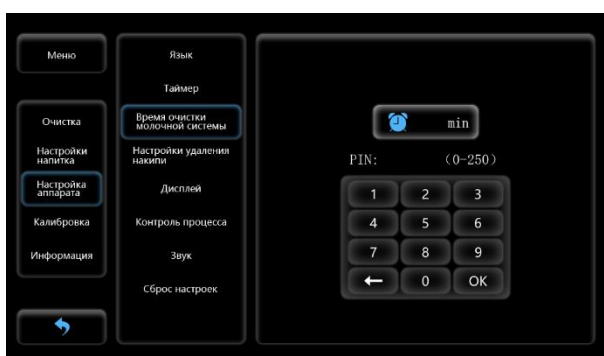 Меню
Очистка
Настройки
напитка
Настройка
аппарата
Калибровка
Информация
Язык
Таймер
Время очистки
молочной системы
Настройки удаления
накипи
Дисплей
Контроль процесса
Звук
Сброс настроек
min
PIN: (0-250)
1 2 3
4 5 6
7 8 9
← 0 OK